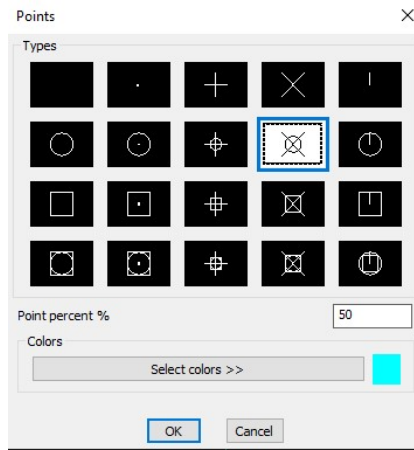 Points
Types
Point percent %
50
Colors
Select colors >>
OK
Cancel